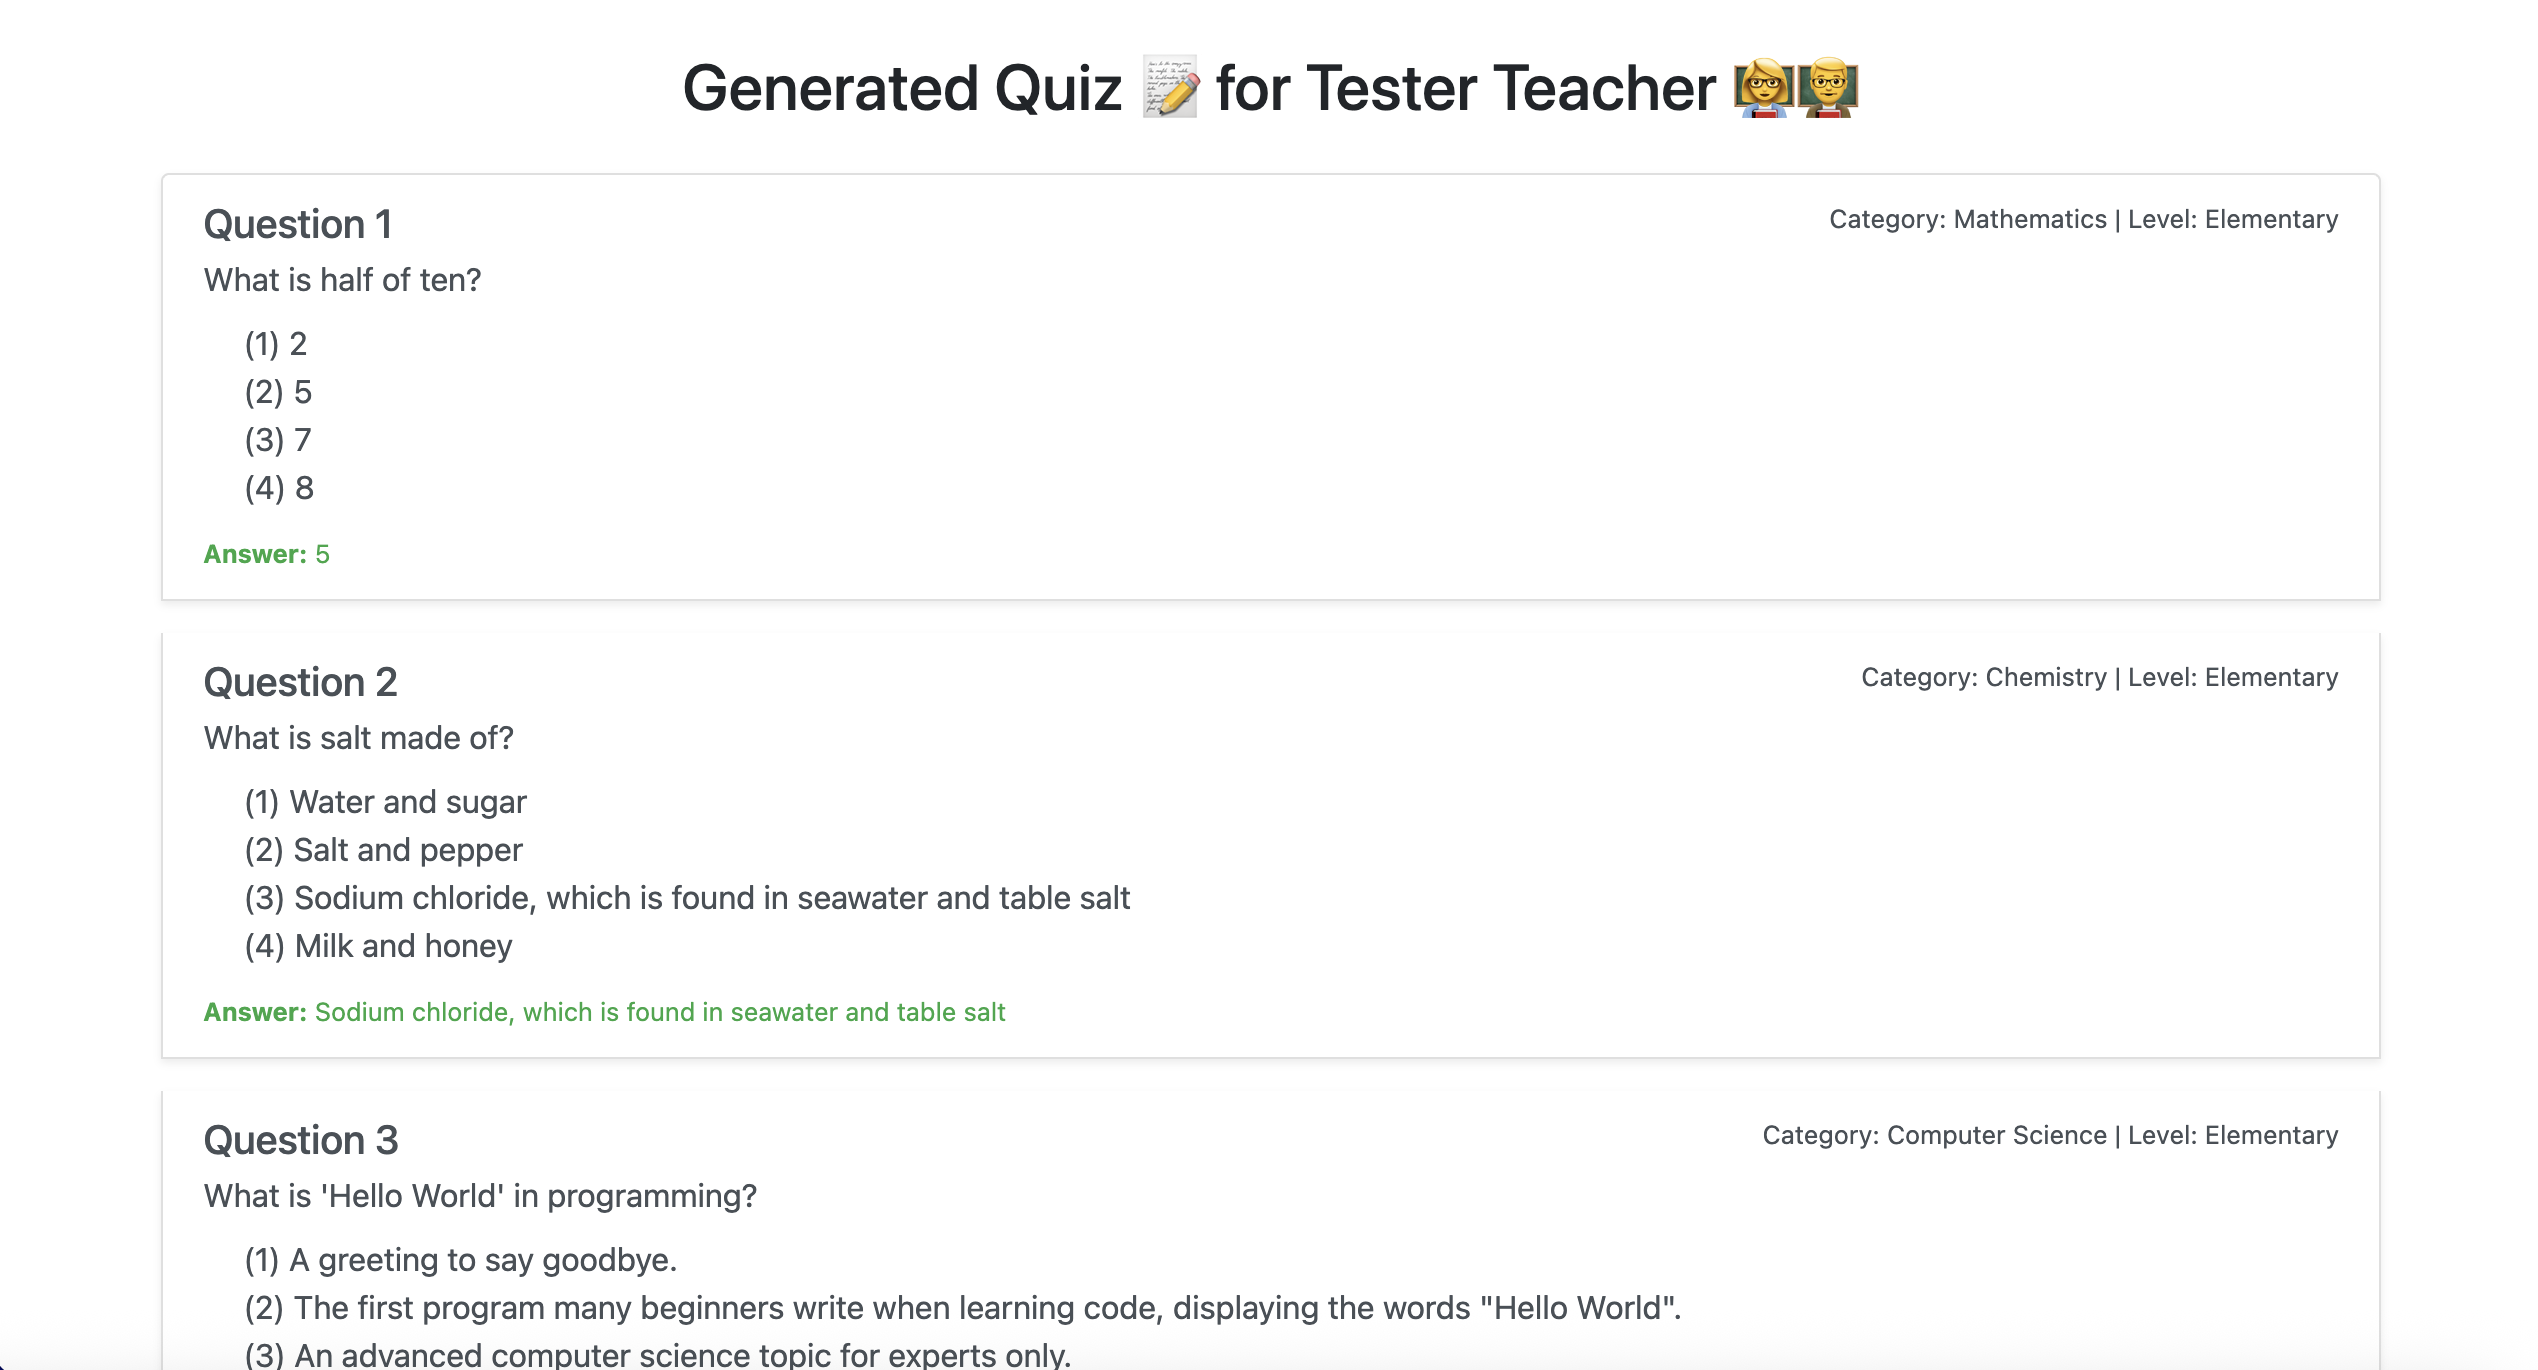 Generated Quiz 📝 for Tester Teacher 👩‍🏫👨‍🏫
Question 1
Category: Mathematics | Level: Elementary
What is half of ten?
(1) 2
(2) 5
(3) 7
(4) 8
Answer: 5
Question 2
Category: Chemistry | Level: Elementary
What is salt made of?
(1) Water and sugar
(2) Salt and pepper
(3) Sodium chloride, which is found in seawater and table salt
(4) Milk and honey
Answer: Sodium chloride, which is found in seawater and table salt
Question 3
Category: Computer Science | Level: Elementary
What is 'Hello World' in programming?
(1) A greeting to say goodbye.
(2) The first program many beginners write when learning code, displaying the words "Hello World".
(3) An advanced computer science topic for experts only.